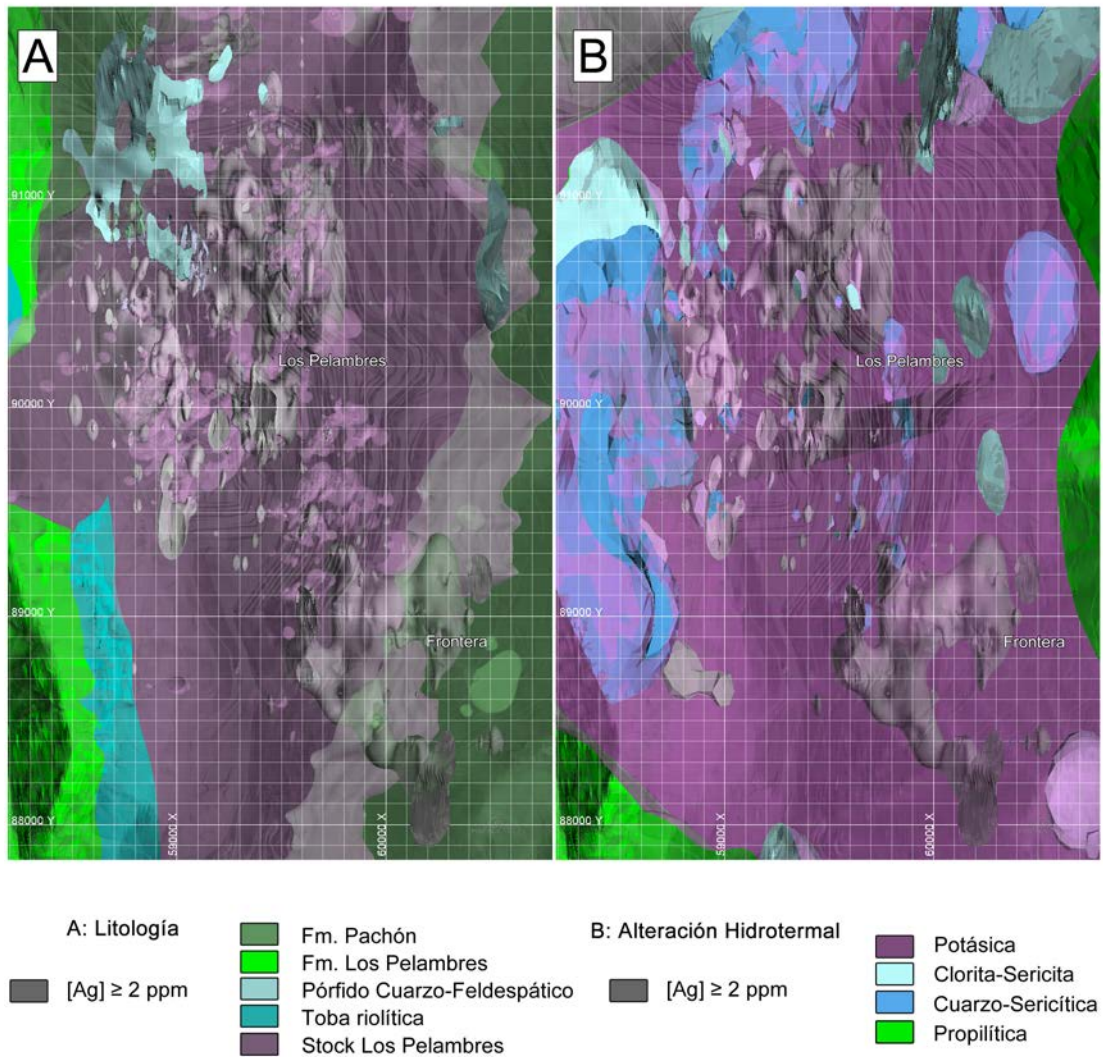 A
B
91000 Y
91000 Y
Los Pelambres
Los Pelambres
90000 Y
90000 Y
89000 Y
89000 Y
Frontera
Frontera
88000 Y
88000 Y
59000 X
60000 X
59000 X
60000 X
A: Litología
[Ag] ≥ 2 ppm
Fm. Pachón
Fm. Los Pelambres
Pórfido Cuarzo-Feldespático
Toba riolítica
Stock Los Pelambres
B: Alteración Hidrotermal
[Ag] ≥ 2 ppm
Potásica
Clorita-Sericita
Cuarzo-Sericítica
Propilítica